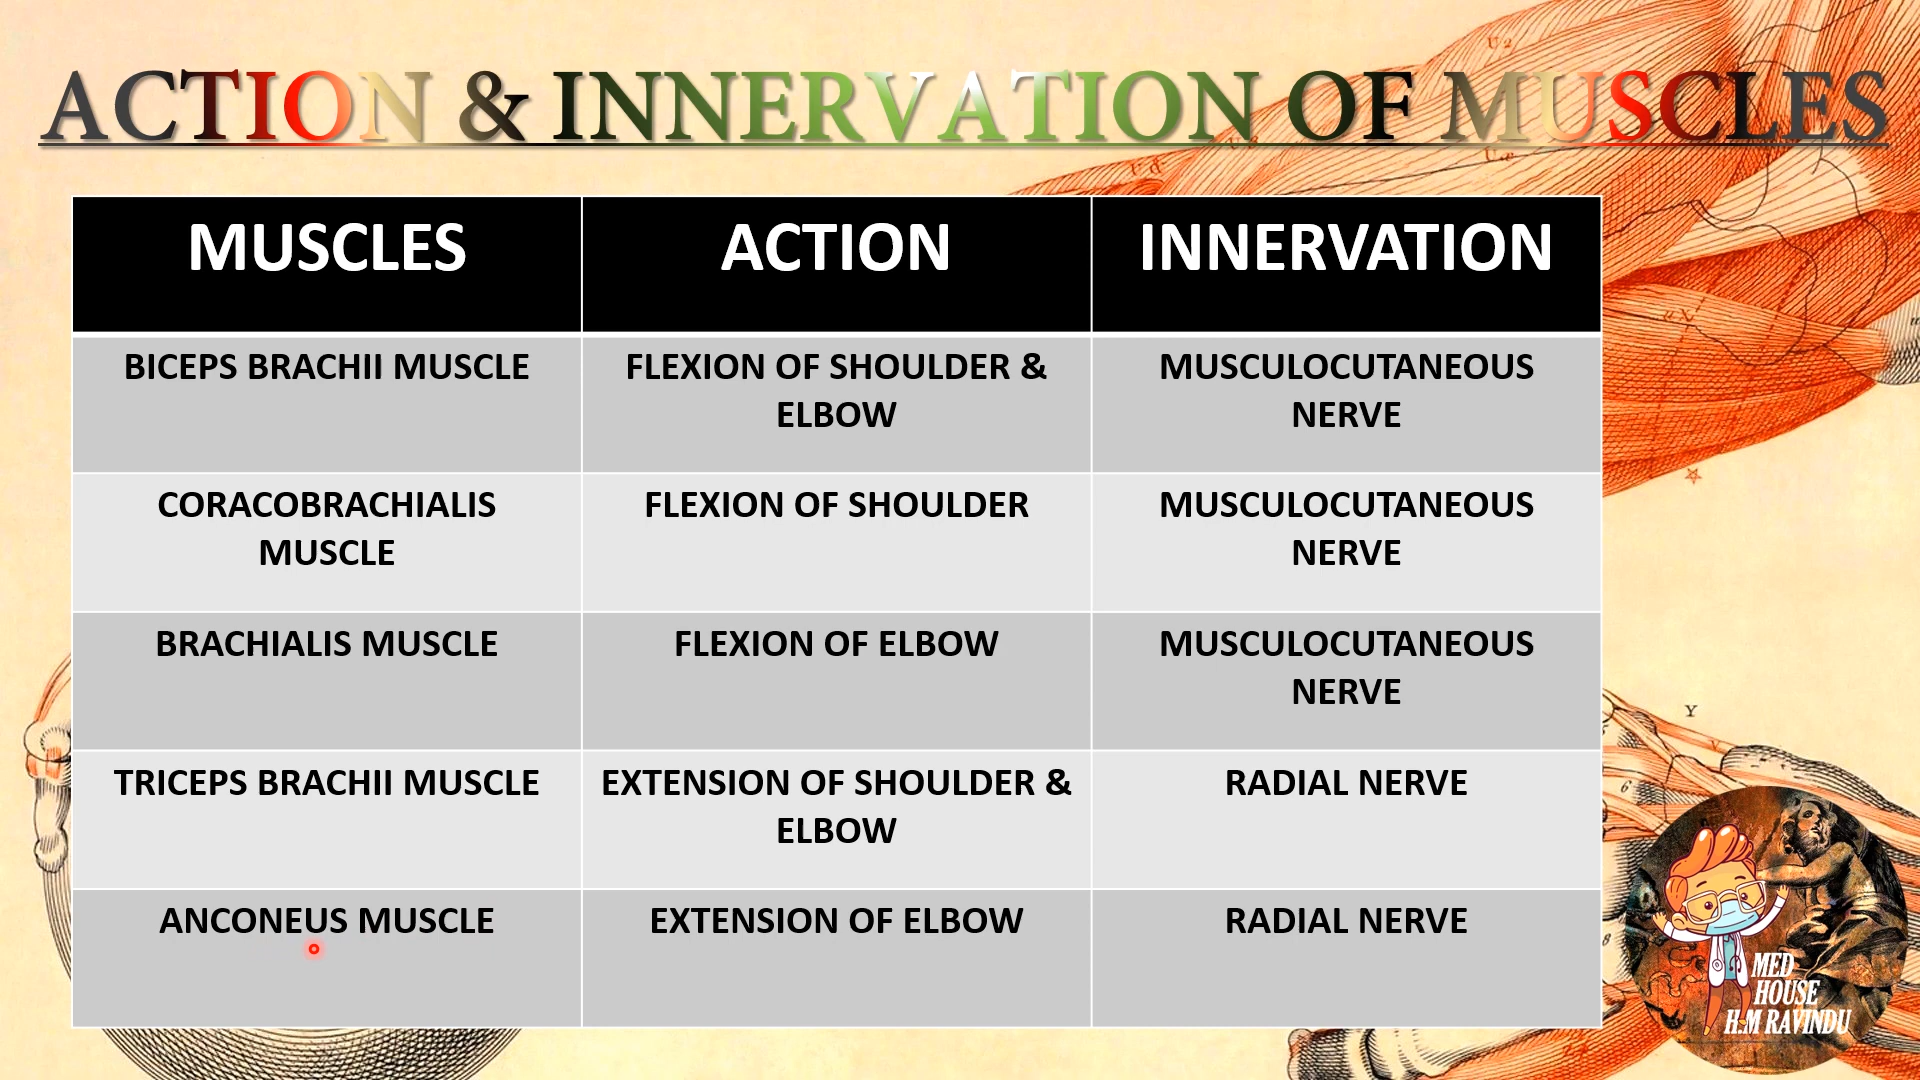 ACTION & INNERVATION OF MUSCLES
MUSCLES
ACTION
INNERVATION
BICEPS BRACHII MUSCLE
FLEXION OF SHOULDER &
ELBOW
MUSCULOCUTANEOUS
NERVE
CORACOBRACHIALIS
MUSCLE
FLEXION OF SHOULDER
MUSCULOCUTANEOUS
NERVE
BRACHIALIS MUSCLE
FLEXION OF ELBOW
MUSCULOCUTANEOUS
NERVE
TRICEPS BRACHII MUSCLE
EXTENSION OF SHOULDER &
ELBOW
RADIAL NERVE
ANCONEUS MUSCLE
EXTENSION OF ELBOW
RADIAL NERVE
Y
MED
HOUSE
H.M RAVINDU